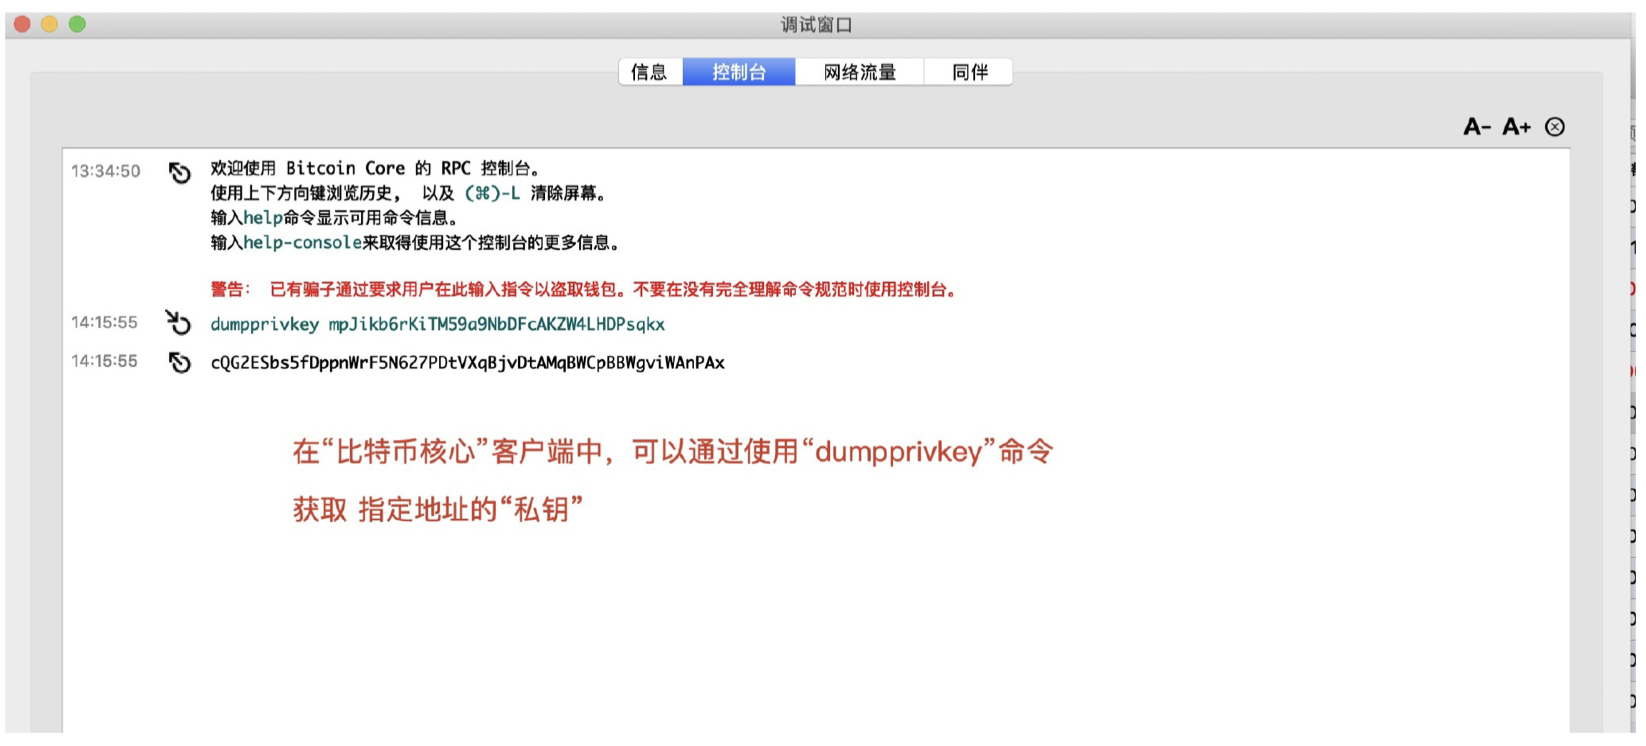 调试窗口
信息 控制台 网络流量 同伴
A- A+
13:34:50 欢迎使用 Bitcoin Core 的 RPC 控制台。
使用上下方向键浏览历史， 以及 (⌘)-L 清除屏幕。
输入help命令显示可用命令信息。
输入help-console来取得使用这个控制台的更多信息。
警告： 已有骗子通过要求用户在此输入指令以盗取钱包。不要在没有完全理解命令规范时使用控制台。
14:15:55 dumpprivkey mpJikb6rKiTM59a9NbDFcAKZW4LHDPsqkx
14:15:55 cQG2ESbs5fDppnWrF5N627PDtVXqBjvDtAMqBWCpBBWgviWAnPAx
在“比特币核心”客户端中，可以通过使用“dumpprivkey”命令
获取 指定地址的“私钥”